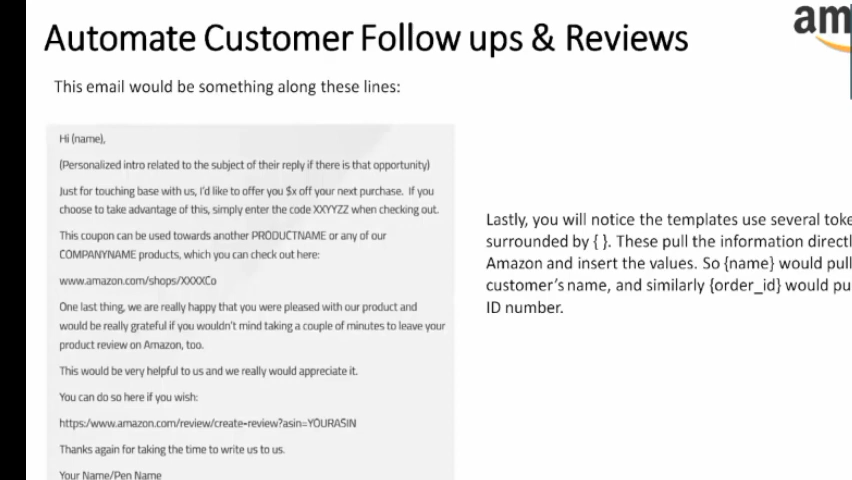 Automate Customer Follow ups & Reviews
am
This email would be something along these lines:
Hi {name},
(Personalized intro related to the subject of their reply if there is that opportunity)
Just for touching base with us, I'd like to offer you $x off your next purchase. If you
choose to take advantage of this, simply enter the code XXYYZZ when checking out.
This coupon can be used towards another PRODUCTNAME or any of our
COMPANYNAME products, which you can check out here:
www.amazon.com/shops/XXXXCo
One last thing, we are really happy that you were pleased with our product and
would be really grateful if you wouldn't mind taking a couple of minutes to leave your
product review on Amazon, too.
This would be very helpful to us and we really would appreciate it.
You can do so here if you wish:
https:/www.amazon.com/review/create-review?asin=YOURASIN
Thanks again for taking the time to write us to us.
Your Name/Pen Name
Lastly, you will notice the templates use several toke
surrounded by { }. These pull the information directl
Amazon and insert the values. So {name} would pull
customer's name, and similarly {order_id} would pu
ID number.